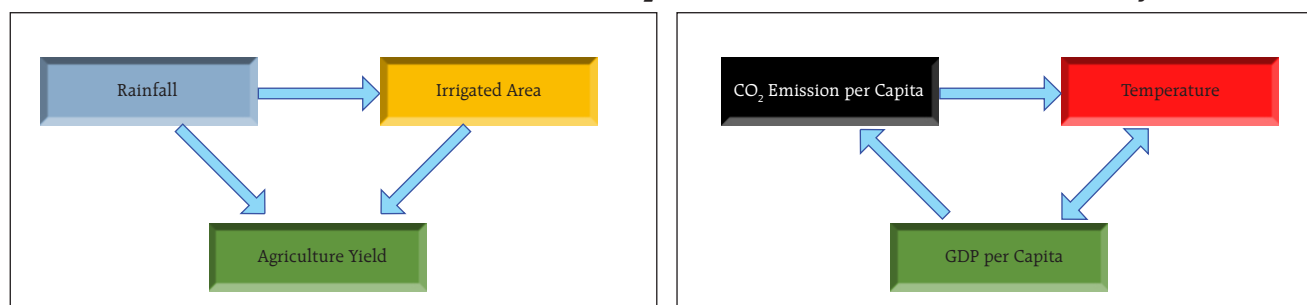 Rainfall
Irrigated Area
Agriculture Yield
CO₂ Emission per Capita
Temperature
GDP per Capita